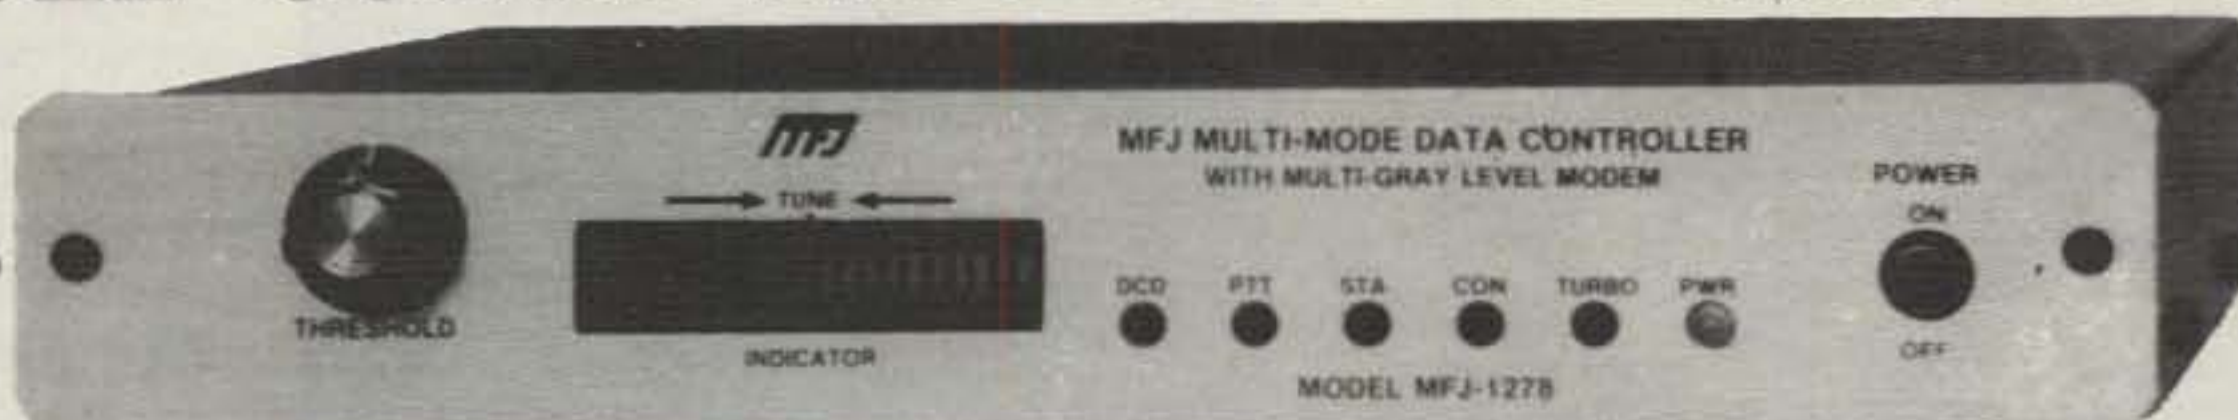 MFJ
MFJ MULTI-MODE DATA CONTROLLER
WITH MULTI-GRAY LEVEL MODEM
TUNE
POWER
ON
OFF
THRESHOLD
INDICATOR
DCD PTT STA CON TURBO PWR
MODEL MFJ-1278